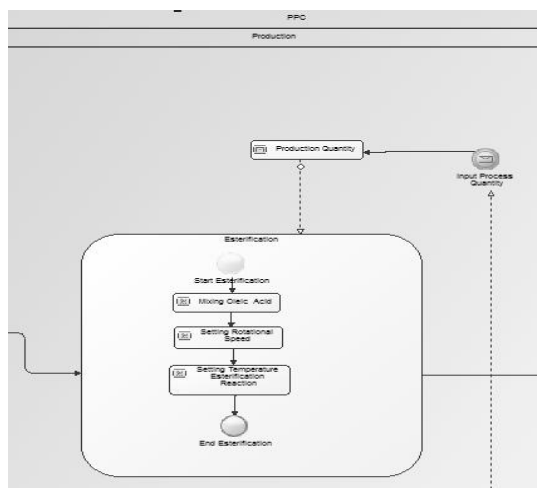 PPC
Production
Production Quantity
Input Process
Quantity
Esterification
Start Esterification
Mixing Oleic Acid
Setting Rotational
Speed
Setting Temperature
Esterification
Reaction
End Esterification